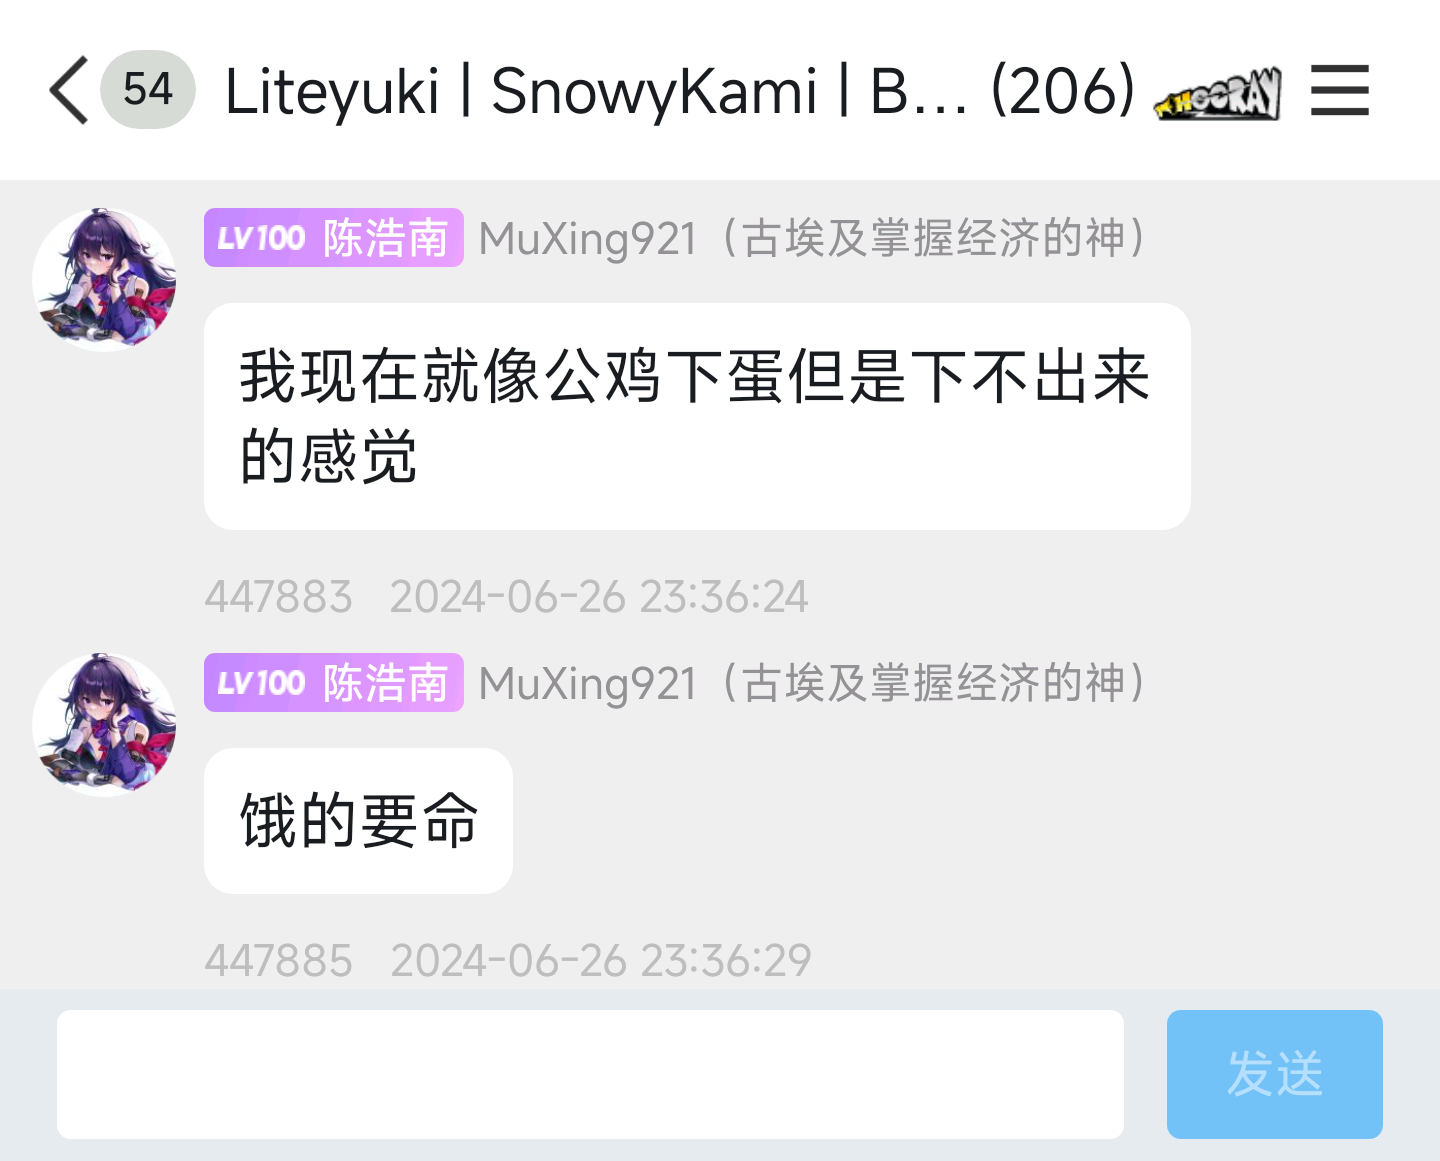 54 Liteyuki | SnowyKami | B... (206) WHOORAY
LV100 陈浩南 MuXing921（古埃及掌握经济的神）
我现在就像公鸡下蛋但是下不出来
的感觉
447883 2024-06-26 23:36:24
LV100 陈浩南 MuXing921（古埃及掌握经济的神）
饿的要命
447885 2024-06-26 23:36:29
发送